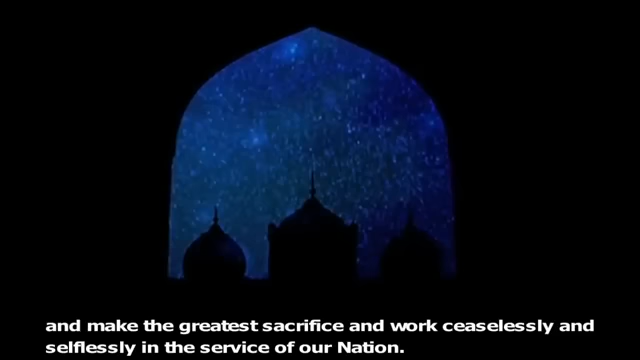 and make the greatest sacrifice and work ceaselessly and
selflessly in the service of our Nation.